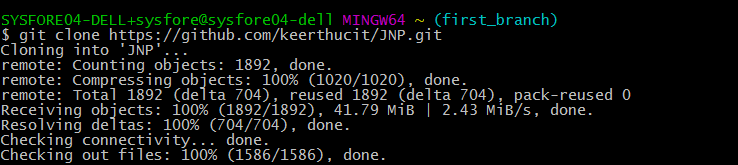 SYSFORE04-DELL+sysfore@sysfore04-dell MINGW64 ~ (first_branch)
$ git clone https://github.com/keerthucit/JNP.git
Cloning into 'JNP'...
remote: Counting objects: 1892, done.
remote: Compressing objects: 100% (1020/1020), done.
remote: Total 1892 (delta 704), reused 1892 (delta 704), pack-reused 0
Receiving objects: 100% (1892/1892), 41.79 MiB | 2.43 MiB/s, done.
Resolving deltas: 100% (704/704), done.
Checking connectivity... done.
Checking out files: 100% (1586/1586), done.